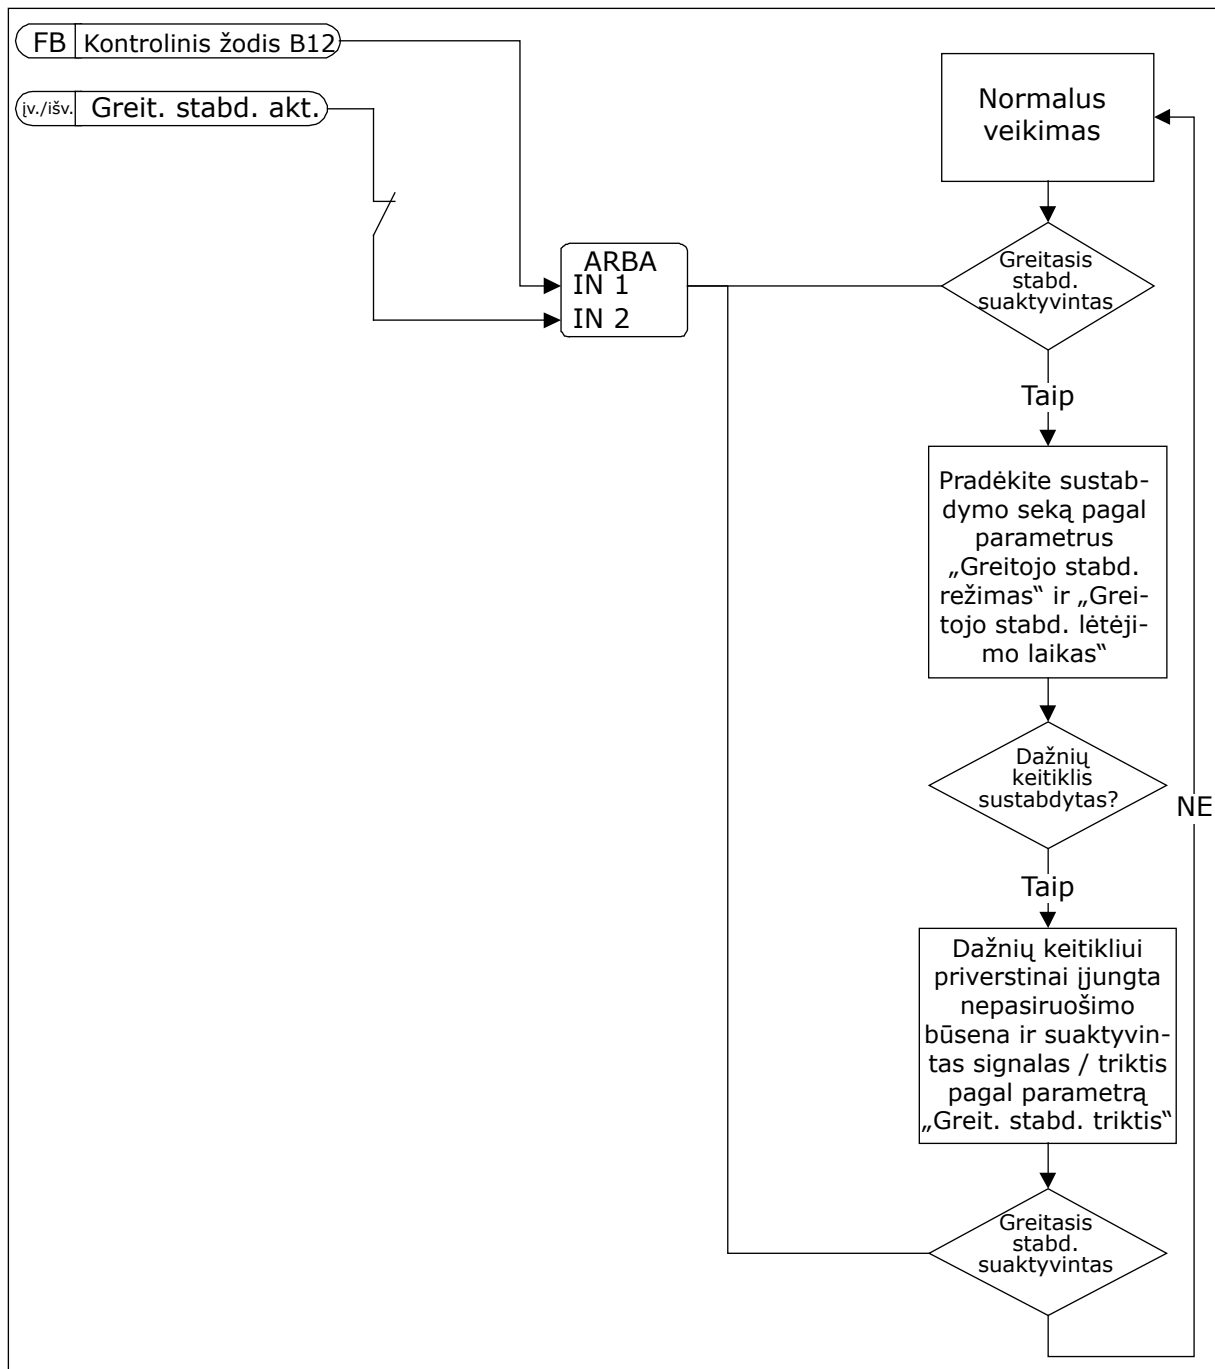 FB Kontrolinis žodis B12
įv./išv. Greit. stabd. akt.
ARBA
IN 1
IN 2
Normalus
veikimas
Greitasis
stabd.
suaktyvintas
Taip
Pradėkite sustab-
dymo seką pagal
parametrus
„Greitojo stabd.
režimas“ ir „Grei-
tojo stabd. lėtėji-
mo laikas“
Dažnių
keitiklis
sustabdytas?
NE
Taip
Dažnių keitikliui
priverstinai įjungta
nepasiruošimo
būsena ir suaktyvin-
tas signalas / triktis
pagal parametrą
„Greit. stabd. triktis“
Greitasis
stabd.
suaktyvintas